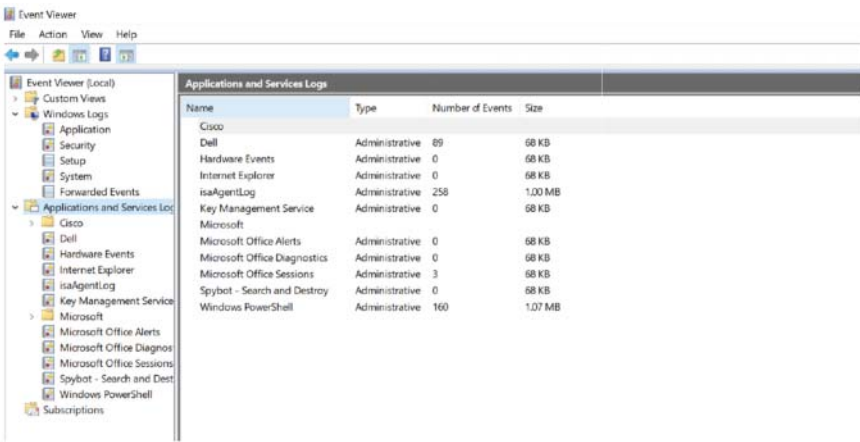 Event Viewer
File Action View Help
Event Viewer (Local)
Custom Views
Windows Logs
Application
Security
Setup
System
Forwarded Events
Applications and Services Log
Cisco
Dell
Hardware Events
Internet Explorer
isaAgentLog
Key Management Service
Microsoft
Microsoft Office Alerts
Microsoft Office Diagnos
Microsoft Office Sessions
Spybot - Search and Dest
Windows PowerShell
Subscriptions
Applications and Services Logs
Name Type Number of Events Size
Cisco
Dell Administrative 89 68 KB
Hardware Events Administrative 0 68 KB
Internet Explorer Administrative 0 68 KB
isaAgentLog Administrative 258 1.00 MB
Key Management Service Administrative 0 68 KB
Microsoft
Microsoft Office Alerts Administrative 0 68 KB
Microsoft Office Diagnostics Administrative 0 68 KB
Microsoft Office Sessions Administrative 3 68 KB
Spybot - Search and Destroy Administrative 0 68 KB
Windows PowerShell Administrative 160 1.07 MB